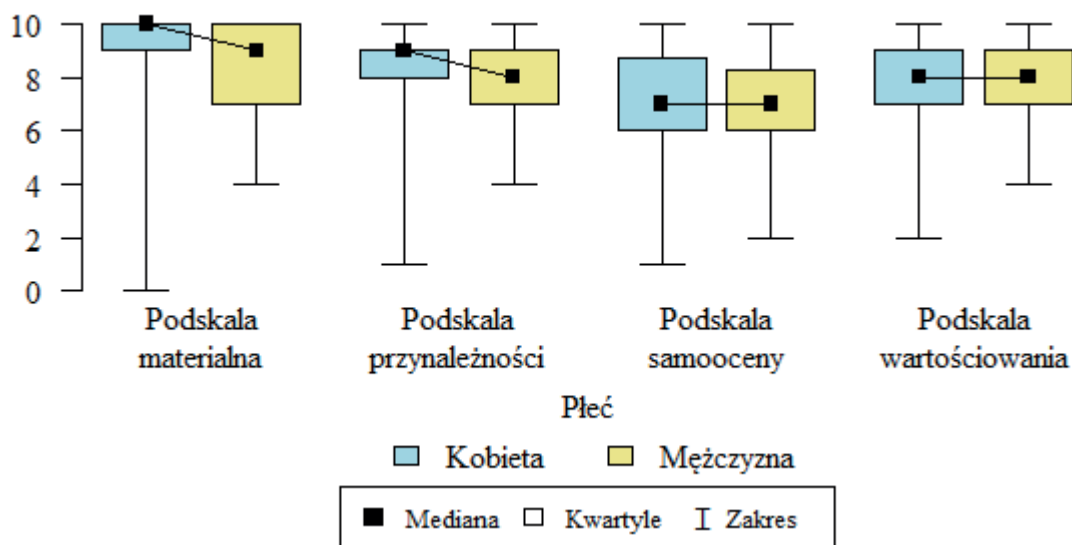 10
8
6
4
2
0
Podskala Podskala Podskala Podskala
materialna przynależności samooceny wartościowania
Płeć
Kobieta Mężczyzna
Mediana Kwartyle Zakres